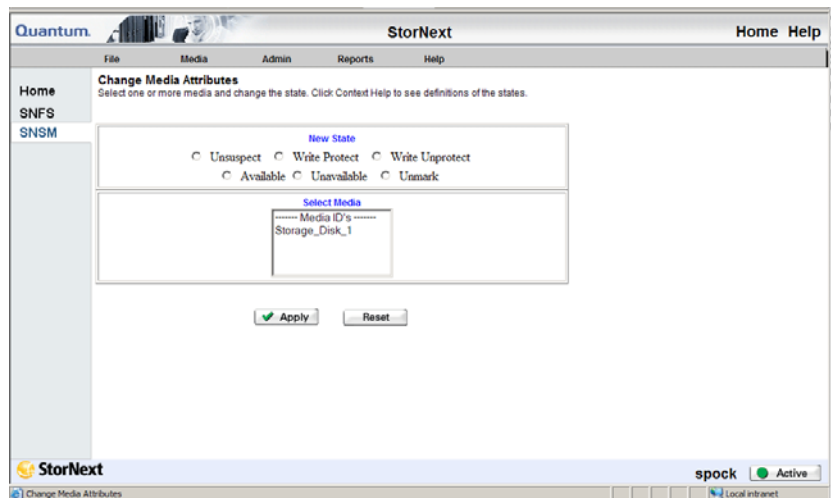 Quantum. StorNext Home Help
File Media Admin Reports Help
Change Media Attributes
Select one or more media and change the state. Click Context Help to see definitions of the states.
Home
SNFS
SNSM
New State
Unsuspect Write Protect Write Unprotect
Available Unavailable Unmark
Select Media
------- Media ID's -------
Storage_Disk_1
Apply Reset
StorNext spock Active
Change Media Attributes Local intranet